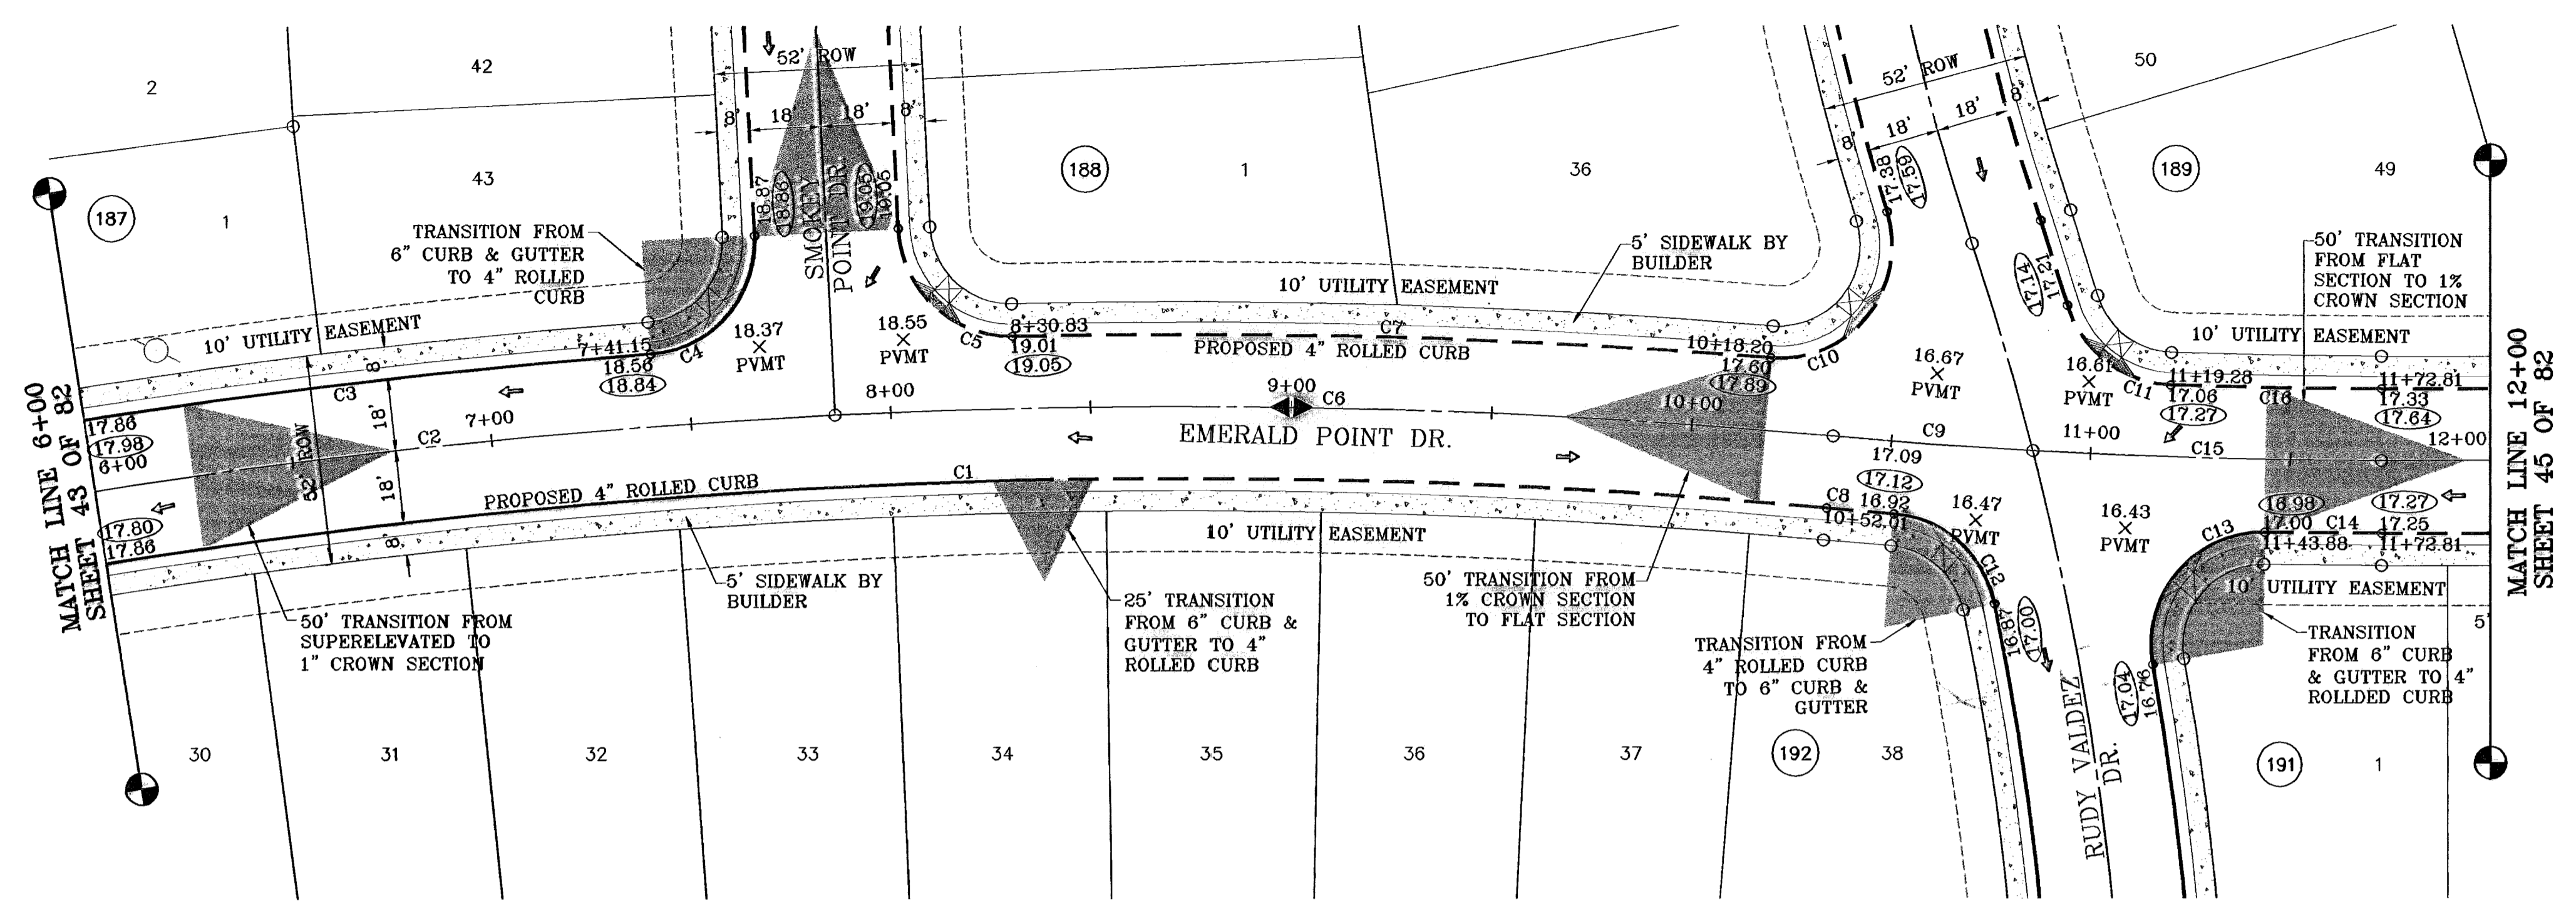 52' ROW
2
42
8'
18'
18'
8'
1
43
187
TRANSITION FROM
6" CURB & GUTTER
TO 4" ROLLED
CURB
18.87
18.86
19.05
19.05
SMOKEY
POINT DR.
188
1
36
5' SIDEWALK BY
BUILDER
10' UTILITY EASEMENT
52' ROW
8'
18'
18'
8'
50
17.38
17.59
189
49
17.14
17.21
50' TRANSITION
FROM FLAT
SECTION TO 1%
CROWN SECTION
10' UTILITY EASEMENT
10' UTILITY EASEMENT
8'
C3
7+41.15
18.56
18.84
C4
18.37
PVMT
18.55
PVMT
C5
8+30.83
19.01
19.05
C7
PROPOSED 4" ROLLED CURB
10+18.20
17.60
17.89
C10
16.67
PVMT
16.61
PVMT
C11
11+19.28
17.06
17.27
C16
11+72.81
17.33
17.64
MATCH LINE 6+00
SHEET 43 OF 82
17.86
17.98
6+00
17.80
17.86
52' ROW
18'
18'
8'
C2
7+00
8+00
9+00
C6
10+00
C9
11+00
C15
12+00
EMERALD POINT DR.
PROPOSED 4" ROLLED CURB
C1
17.09
17.12
C8
16.92
10+52.01
16.47
PVMT
16.43
PVMT
C12
C13
16.98
17.00
11+43.88
C14
17.27
17.25
11+72.81
MATCH LINE 12+00
SHEET 45 OF 82
10' UTILITY EASEMENT
10' UTILITY EASEMENT
5'
50' TRANSITION FROM
SUPERELEVATED TO
1" CROWN SECTION
5' SIDEWALK BY
BUILDER
25' TRANSITION
FROM 6" CURB &
GUTTER TO 4"
ROLLED CURB
50' TRANSITION FROM
1% CROWN SECTION
TO FLAT SECTION
TRANSITION FROM
4" ROLLED CURB
TO 6" CURB &
GUTTER
16.87
17.00
17.04
16.76
RUDY VALDEZ
DR.
TRANSITION
FROM 6" CURB
& GUTTER TO 4"
ROLLDED CURB
30
31
32
33
34
35
36
37
192
38
191
1